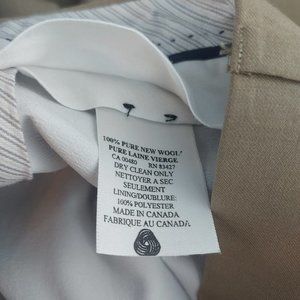 100% PURE NEW WOOL
PURE LAINE VIERGE
CA 00480 RN 83427
DRY CLEAN ONLY
NETTOYER A SEC
SEULEMENT
LINING/DOUBLURE:
100% POLYESTER
MADE IN CANADA
FABRIQUE AU CANADA